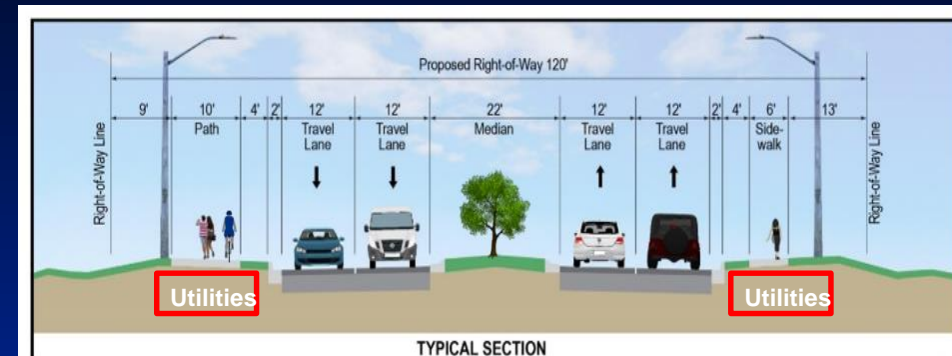 Proposed Right-of-Way 120'
9' 10' 4' 2' 12' 12' 22' 12' 12' 2' 4' 6' 13'
Path Travel Travel Median Travel Travel Side-
Lane Lane Lane Lane walk
Right-of-Way Line
Right-of-Way Line
Utilities Utilities
TYPICAL SECTION